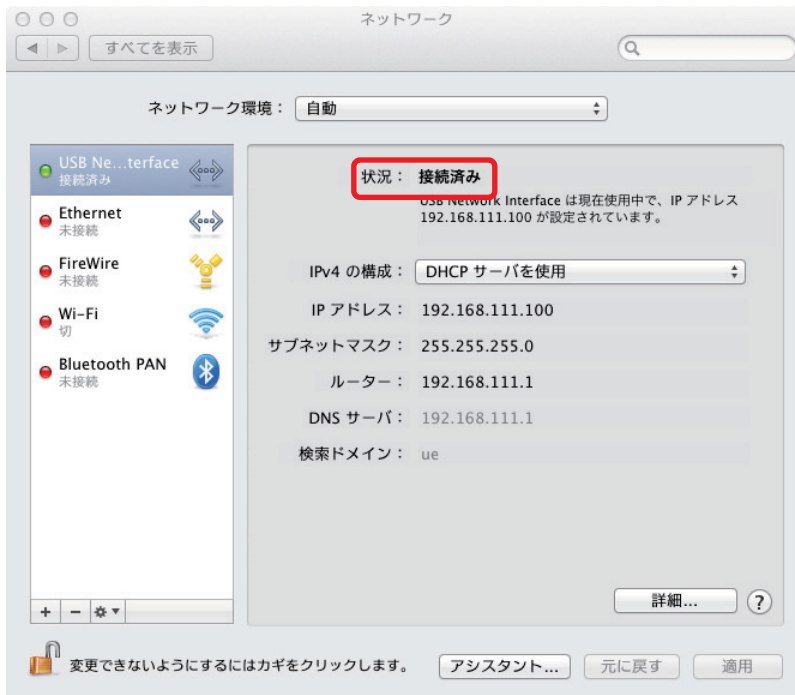 ネットワーク
すべてを表示
ネットワーク環境： 自動
USB Ne...terface
接続済み
Ethernet
未接続
FireWire
未接続
Wi-Fi
切
Bluetooth PAN
未接続
状況： 接続済み
USB Network Interface は現在使用中で、IP アドレス
192.168.111.100 が設定されています。
IPv4 の構成： DHCP サーバを使用
IP アドレス： 192.168.111.100
サブネットマスク： 255.255.255.0
ルーター： 192.168.111.1
DNS サーバ： 192.168.111.1
検索ドメイン： ue
詳細... ?
変更できないようにするにはカギをクリックします。 アシスタント... 元に戻す 適用